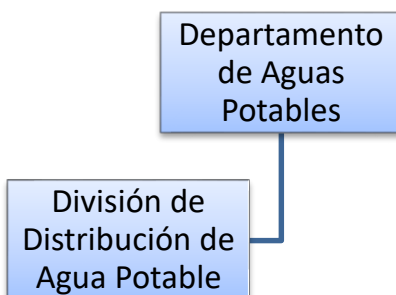 Departamento
de Aguas
Potables
División de
Distribución de
Agua Potable